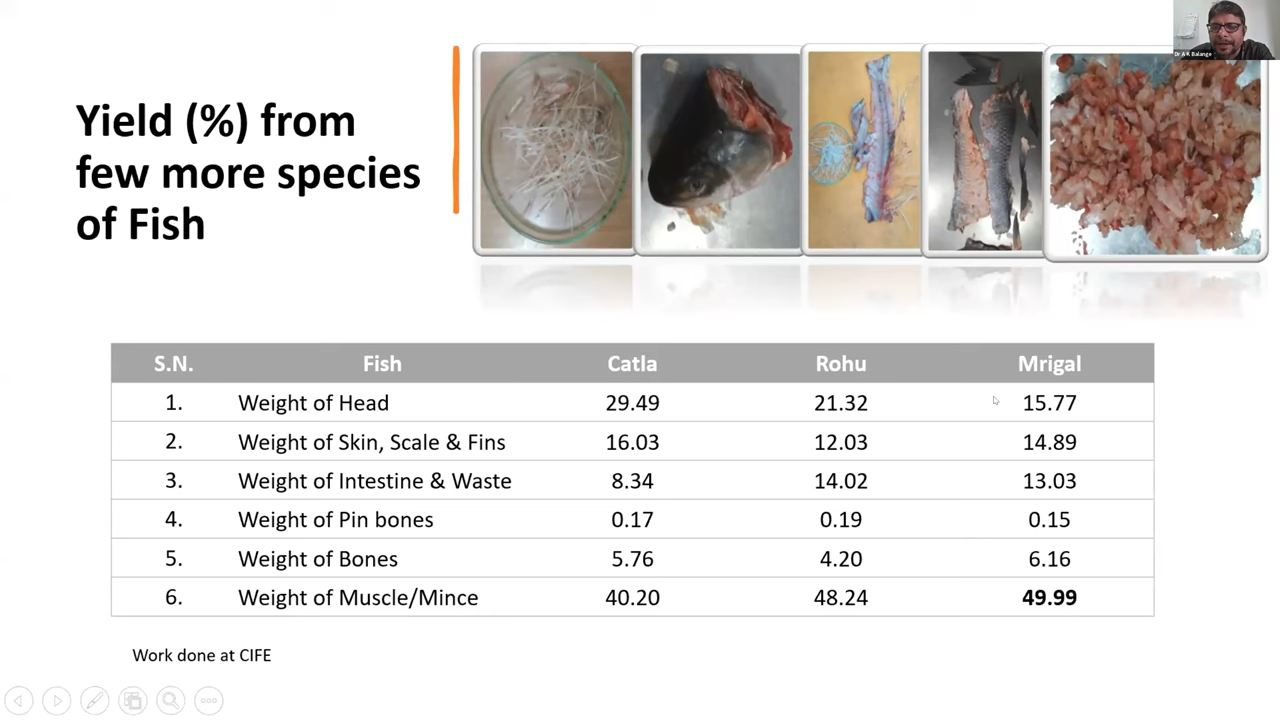 Dr A K Balange
Yield (%) from
few more species
of Fish
S.N. Fish Catla Rohu Mrigal
1. Weight of Head 29.49 21.32 15.77
2. Weight of Skin, Scale & Fins 16.03 12.03 14.89
3. Weight of Intestine & Waste 8.34 14.02 13.03
4. Weight of Pin bones 0.17 0.19 0.15
5. Weight of Bones 5.76 4.20 6.16
6. Weight of Muscle/Mince 40.20 48.24 49.99
Work done at CIFE